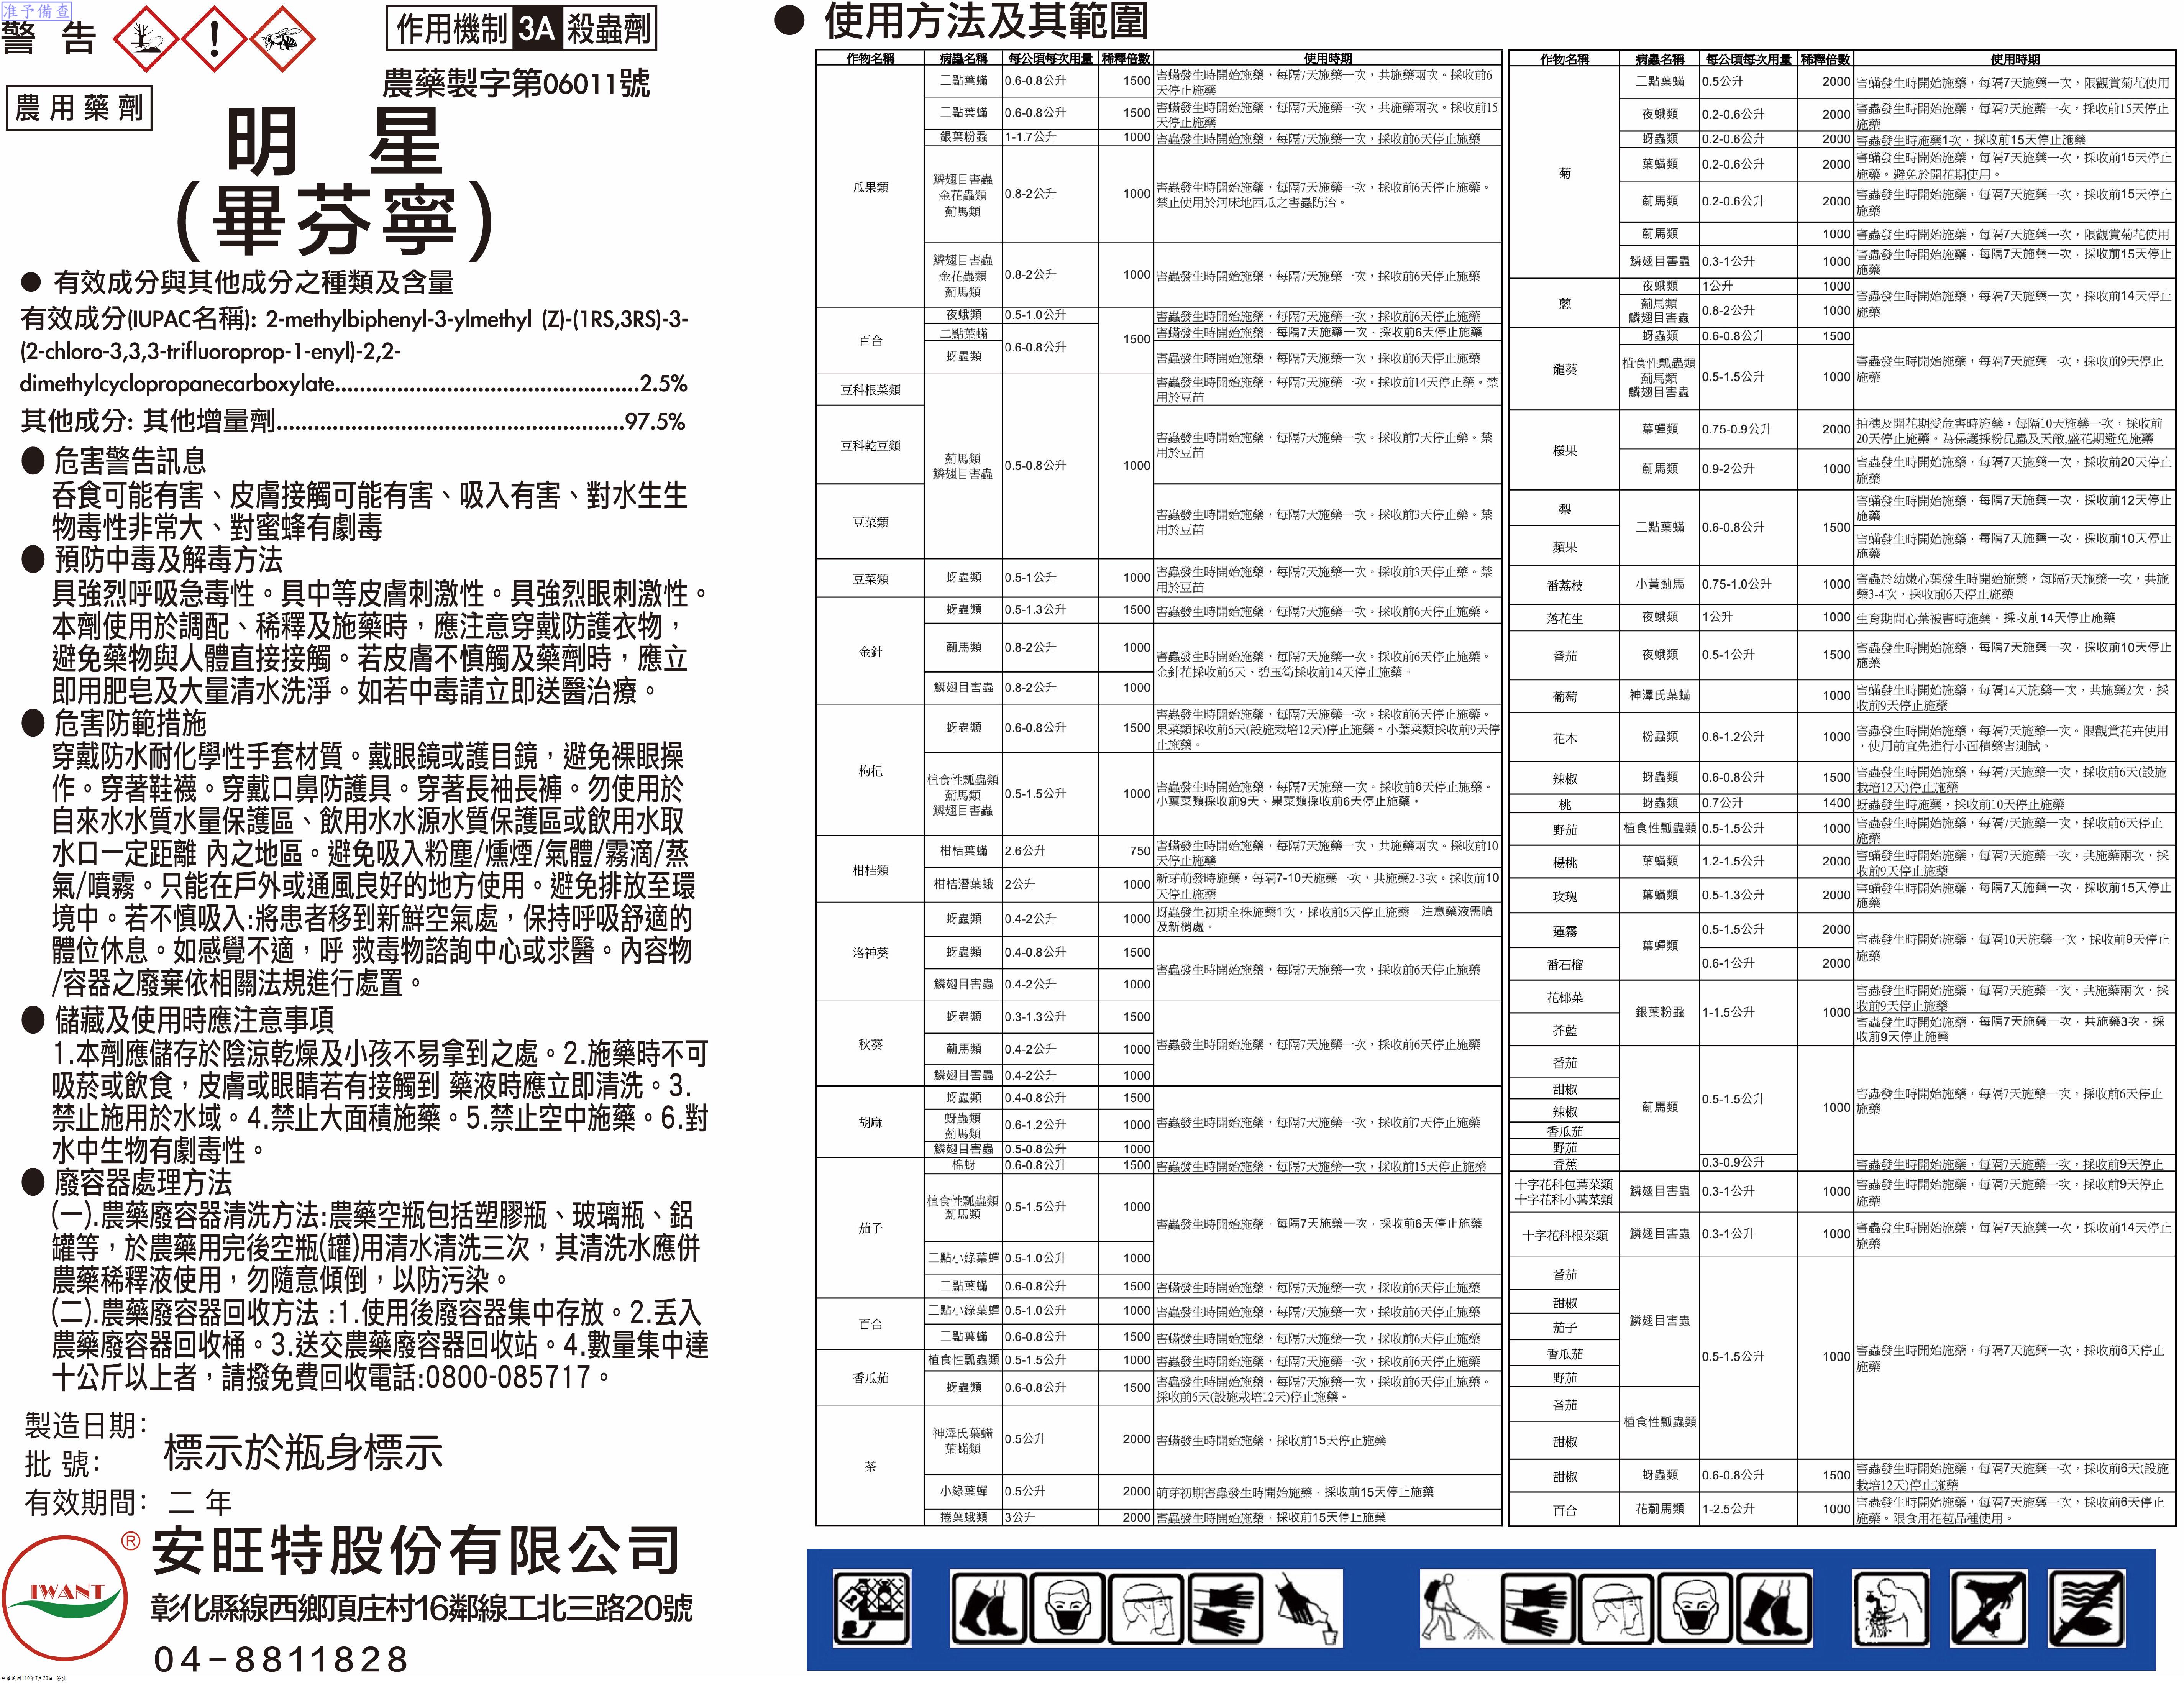 准予備查
警 告
作用機制 3A 殺蟲劑
農藥製字第06011號
農用藥劑
明 星
(畢芬寧)
● 有效成分與其他成分之種類及含量
有效成分(IUPAC名稱): 2-methylbiphenyl-3-ylmethyl (Z)-(1RS,3RS)-3-
(2-chloro-3,3,3-trifluoroprop-1-enyl)-2,2-
dimethylcyclopropanecarboxylate..................................................2.5%
其他成分: 其他增量劑........................................................97.5%
● 危害警告訊息
吞食可能有害、皮膚接觸可能有害、吸入有害、對水生生
物毒性非常大、對蜜蜂有劇毒
● 預防中毒及解毒方法
具強烈呼吸急毒性。具中等皮膚刺激性。具強烈眼刺激性。
本劑使用於調配、稀釋及施藥時，應注意穿戴防護衣物，
避免藥物與人體直接接觸。若皮膚不慎觸及藥劑時，應立
即用肥皂及大量清水洗淨。如若中毒請立即送醫治療。
● 危害防範措施
穿戴防水耐化學性手套材質。戴眼鏡或護目鏡，避免裸眼操
作。穿著鞋襪。穿戴口鼻防護具。穿著長袖長褲。勿使用於
自來水水質水量保護區、飲用水水源水質保護區或飲用水取
水口一定距離 內之地區。避免吸入粉塵/燻煙/氣體/霧滴/蒸
氣/噴霧。只能在戶外或通風良好的地方使用。避免排放至環
境中。若不慎吸入:將患者移到新鮮空氣處，保持呼吸舒適的
體位休息。如感覺不適，呼 救毒物諮詢中心或求醫。內容物
/容器之廢棄依相關法規進行處置。
● 儲藏及使用時應注意事項
1.本劑應儲存於陰涼乾燥及小孩不易拿到之處。2.施藥時不可
吸菸或飲食，皮膚或眼睛若有接觸到 藥液時應立即清洗。3.
禁止施用於水域。4.禁止大面積施藥。5.禁止空中施藥。6.對
水中生物有劇毒性。
● 廢容器處理方法
(一).農藥廢容器清洗方法:農藥空瓶包括塑膠瓶、玻璃瓶、鋁
罐等，於農藥用完後空瓶(罐)用清水清洗三次，其清洗水應併
農藥稀釋液使用，勿隨意傾倒，以防污染。
(二).農藥廢容器回收方法 :1.使用後廢容器集中存放。2.丟入
農藥廢容器回收桶。3.送交農藥廢容器回收站。4.數量集中達
十公斤以上者，請撥免費回收電話:0800-085717。
製造日期:
批 號:
標示於瓶身標示
有效期間: 二 年
IWANT ®
安旺特股份有限公司
彰化縣線西鄉頂庄村16鄰線工北三路20號
04-8811828
中華民國110年7月20日 簽發
● 使用方法及其範圍
作物名稱 病蟲名稱 每公頃每次用量 稀釋倍數 使用時期
瓜果類
二點葉蟎 0.6-0.8公升 1500 害蟎發生時開始施藥，每隔7天施藥一次，共施藥兩次。採收前6
天停止施藥
二點葉蟎 0.6-0.8公升 1500 害蟎發生時開始施藥，每隔7天施藥一次，共施藥兩次。採收前15
天停止施藥
銀葉粉蝨 1-1.7公升 1000 害蟲發生時開始施藥，每隔7天施藥一次，採收前6天停止施藥
鱗翅目害蟲
金花蟲類
薊馬類
0.8-2公升 1000 害蟲發生時開始施藥，每隔7天施藥一次，採收前6天停止施藥。
禁止使用於河床地西瓜之害蟲防治。
鱗翅目害蟲
金花蟲類
薊馬類
0.8-2公升 1000 害蟲發生時開始施藥，每隔7天施藥一次，採收前6天停止施藥
百合
夜蛾類 0.5-1.0公升 1500 害蟲發生時開始施藥，每隔7天施藥一次，採收前6天停止施藥
二點葉蟎 0.6-0.8公升 害蟎發生時開始施藥，每隔7天施藥一次，採收前6天停止施藥
蚜蟲類 害蟲發生時開始施藥，每隔7天施藥一次，採收前6天停止施藥
豆科根菜類 薊馬類
鱗翅目害蟲 0.5-0.8公升 1000 害蟲發生時開始施藥，每隔7天施藥一次。採收前14天停止藥。禁
用於豆苗
豆科乾豆類 害蟲發生時開始施藥，每隔7天施藥一次。採收前7天停止藥。禁
用於豆苗
豆菜類 害蟲發生時開始施藥，每隔7天施藥一次。採收前3天停止藥。禁
用於豆苗
豆菜類 蚜蟲類 0.5-1公升 1000 害蟲發生時開始施藥，每隔7天施藥一次。採收前3天停止藥。禁
用於豆苗
金針
蚜蟲類 0.5-1.3公升 1500 害蟲發生時開始施藥，每隔7天施藥一次。採收前6天停止施藥。
薊馬類 0.8-2公升 1000 害蟲發生時開始施藥，每隔7天施藥一次。採收前6天停止施藥。
金針花採收前6天、碧玉筍採收前14天停止施藥。
鱗翅目害蟲 0.8-2公升 1000
枸杞
蚜蟲類 0.6-0.8公升 1500 害蟲發生時開始施藥，每隔7天施藥一次。採收前6天停止施藥。
果菜類採收前6天(設施栽培12天)停止施藥。小葉菜類採收前9天停
止施藥。
植食性瓢蟲類
薊馬類
鱗翅目害蟲
0.5-1.5公升 1000 害蟲發生時開始施藥，每隔7天施藥一次。採收前6天停止施藥。
小葉菜類採收前9天、果菜類採收前6天停止施藥。
柑桔類
柑桔葉蟎 2.6公升 750 害蟎發生時開始施藥，每隔7天施藥一次，共施藥兩次。採收前10
天停止施藥
柑桔潛葉蛾 2公升 1000 新芽萌發時施藥，每隔7-10天施藥一次，共施藥2-3次。採收前10
天停止施藥
洛神葵
蚜蟲類 0.4-2公升 1000 蚜蟲發生初期全株施藥1次，採收前6天停止施藥。注意藥液需噴
及新梢處。
蚜蟲類 0.4-0.8公升 1500 害蟲發生時開始施藥，每隔7天施藥一次，採收前6天停止施藥
鱗翅目害蟲 0.4-2公升 1000
秋葵
蚜蟲類 0.3-1.3公升 1500
薊馬類 0.4-2公升 1000 害蟲發生時開始施藥，每隔7天施藥一次，採收前6天停止施藥
鱗翅目害蟲 0.4-2公升 1000
胡麻
蚜蟲類 0.4-0.8公升 1500
蚜蟲類
薊馬類
0.6-1.2公升 1000 害蟲發生時開始施藥，每隔7天施藥一次，採收前7天停止施藥
鱗翅目害蟲 0.5-0.8公升 1000
茄子
棉蚜 0.6-0.8公升 1500 害蟲發生時開始施藥，每隔7天施藥一次，採收前15天停止施藥
植食性瓢蟲類
薊馬類
0.5-1.5公升 1000 害蟲發生時開始施藥，每隔7天施藥一次，採收前6天停止施藥
二點小綠葉蟬 0.5-1.0公升 1000
二點葉蟎 0.6-0.8公升 1500 害蟎發生時開始施藥，每隔7天施藥一次，採收前6天停止施藥
百合
二點小綠葉蟬 0.5-1.0公升 1000 害蟲發生時開始施藥，每隔7天施藥一次，採收前6天停止施藥
二點葉蟎 0.6-0.8公升 1500 害蟎發生時開始施藥，每隔7天施藥一次，採收前6天停止施藥
香瓜茄
植食性瓢蟲類 0.5-1.5公升 1000 害蟲發生時開始施藥，每隔7天施藥一次，採收前6天停止施藥
蚜蟲類 0.6-0.8公升 1500 害蟲發生時開始施藥，每隔7天施藥一次，採收前6天停止施藥。
採收前6天(設施栽培12天)停止施藥。
茶
神澤氏葉蟎
葉蟎類
0.5公升 2000 害蟎發生時開始施藥，採收前15天停止施藥
小綠葉蟬 0.5公升 2000 萌芽初期害蟲發生時開始施藥，採收前15天停止施藥
捲葉蛾類 3公升 2000 害蟲發生時開始施藥，採收前15天停止施藥
作物名稱 病蟲名稱 每公頃每次用量 稀釋倍數 使用時期
菊
二點葉蟎 0.5公升 2000 害蟎發生時開始施藥，每隔7天施藥一次，限觀賞菊花使用
夜蛾類 0.2-0.6公升 2000 害蟲發生時開始施藥，每隔7天施藥一次，採收前15天停止
施藥
蚜蟲類 0.2-0.6公升 2000 害蟲發生時施藥1次，採收前15天停止施藥
葉蟎類 0.2-0.6公升 2000 害蟎發生時開始施藥，每隔7天施藥一次，採收前15天停止
施藥。避免於開花期使用。
薊馬類 0.2-0.6公升 2000 害蟲發生時開始施藥，每隔7天施藥一次，採收前15天停止
施藥
薊馬類 1000 害蟲發生時開始施藥，每隔7天施藥一次，限觀賞菊花使用
鱗翅目害蟲 0.3-1公升 1000 害蟲發生時開始施藥，每隔7天施藥一次，採收前15天停止
施藥
蔥
夜蛾類 1公升 1000 害蟲發生時開始施藥，每隔7天施藥一次，採收前14天停止
施藥
薊馬類
鱗翅目害蟲
0.8-2公升 1000
龍葵
蚜蟲類 0.6-0.8公升 1500
植食性瓢蟲類
薊馬類
鱗翅目害蟲
0.5-1.5公升 1000 害蟲發生時開始施藥，每隔7天施藥一次，採收前9天停止
施藥
檬果
葉蟬類 0.75-0.9公升 2000 抽穗及開花期受危害時施藥，每隔10天施藥一次，採收前
20天停止施藥。為保護採粉昆蟲及天敵,盛花期避免施藥
薊馬類 0.9-2公升 1000 害蟲發生時開始施藥，每隔7天施藥一次，採收前20天停止
施藥
梨 二點葉蟎 0.6-0.8公升 1500 害蟎發生時開始施藥，每隔7天施藥一次，採收前12天停止
施藥
蘋果 害蟎發生時開始施藥，每隔7天施藥一次，採收前10天停止
施藥
番荔枝 小黃薊馬 0.75-1.0公升 1000 害蟲於幼嫩心葉發生時開始施藥，每隔7天施藥一次，共施
藥3-4次，採收前6天停止施藥
落花生 夜蛾類 1公升 1000 生育期間心葉被害時施藥，採收前14天停止施藥
番茄 夜蛾類 0.5-1公升 1500 害蟲發生時開始施藥，每隔7天施藥一次，採收前10天停止
施藥
葡萄 神澤氏葉蟎 1000 害蟎發生時開始施藥，每隔14天施藥一次，共施藥2次，採
收前9天停止施藥
花木 粉蝨類 0.6-1.2公升 1000 害蟲發生時開始施藥，每隔7天施藥一次。限觀賞花卉使用
，使用前宜先進行小面積藥害測試。
辣椒 蚜蟲類 0.6-0.8公升 1500 害蟲發生時開始施藥，每隔7天施藥一次，採收前6天(設施
栽培12天)停止施藥
桃 蚜蟲類 0.7公升 1400 蚜蟲發生時施藥，採收前10天停止施藥
野茄 植食性瓢蟲類 0.5-1.5公升 1000 害蟲發生時開始施藥，每隔7天施藥一次，採收前6天停止
施藥
楊桃 葉蟎類 1.2-1.5公升 2000 害蟎發生時開始施藥，每隔7天施藥一次，共施藥兩次，採
收前9天停止施藥
玫瑰 葉蟎類 0.5-1.3公升 2000 害蟎發生時開始施藥，每隔7天施藥一次，採收前15天停止
施藥
蓮霧 葉蟬類 0.5-1.5公升 2000 害蟲發生時開始施藥，每隔10天施藥一次，採收前9天停止
施藥
番石榴 0.6-1公升 2000
花椰菜 銀葉粉蝨 1-1.5公升 1000 害蟲發生時開始施藥，每隔7天施藥一次，共施藥兩次，採
收前9天停止施藥
芥藍 害蟲發生時開始施藥，每隔7天施藥一次，共施藥3次，採
收前9天停止施藥
番茄
甜椒
辣椒
香瓜茄
野茄
薊馬類 0.5-1.5公升 1000 害蟲發生時開始施藥，每隔7天施藥一次，採收前6天停止
施藥
香蕉 0.3-0.9公升 害蟲發生時開始施藥，每隔7天施藥一次，採收前9天停止
十字花科包葉菜類
十字花科小葉菜類
鱗翅目害蟲 0.3-1公升 1000 害蟲發生時開始施藥，每隔7天施藥一次，採收前9天停止
施藥
十字花科根菜類 鱗翅目害蟲 0.3-1公升 1000 害蟲發生時開始施藥，每隔7天施藥一次，採收前14天停止
施藥
番茄
甜椒
茄子
香瓜茄
野茄
鱗翅目害蟲
0.5-1.5公升 1000 害蟲發生時開始施藥，每隔7天施藥一次，採收前6天停止
施藥
番茄
甜椒
植食性瓢蟲類
甜椒 蚜蟲類 0.6-0.8公升 1500 害蟲發生時開始施藥，每隔7天施藥一次，採收前6天(設施
栽培12天)停止施藥
百合 花薊馬類 1-2.5公升 1000 害蟲發生時開始施藥，每隔7天施藥一次，採收前6天停止
施藥。限食用花苞品種使用。